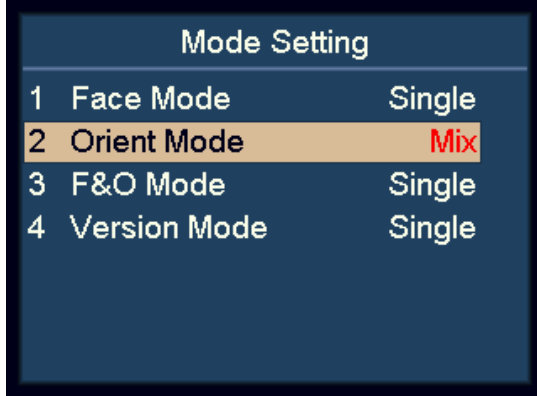 Mode Setting
1 Face Mode Single
2 Orient Mode Mix
3 F&O Mode Single
4 Version Mode Single